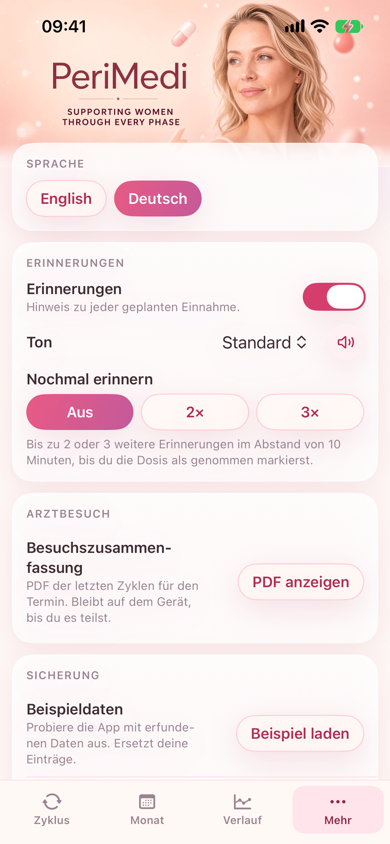 09:41
PeriMedi
SUPPORTING WOMEN
THROUGH EVERY PHASE
SPRACHE
English
Deutsch
ERINNERUNGEN
Erinnerungen
Hinweis zu jeder geplanten Einnahme.
Ton
Standard
Nochmal erinnern
Aus
2×
3×
Bis zu 2 oder 3 weitere Erinnerungen im Abstand von 10
Minuten, bis du die Dosis als genommen markierst.
ARZTBESUCH
Besuchszusammen-
fassung
PDF der letzten Zyklen für den
Termin. Bleibt auf dem Gerät,
bis du es teilst.
PDF anzeigen
SICHERUNG
Beispieldaten
Probiere die App mit erfunde-
nen Daten aus. Ersetzt deine
Einträge.
Beispiel laden
Zyklus
Monat
Verlauf
Mehr